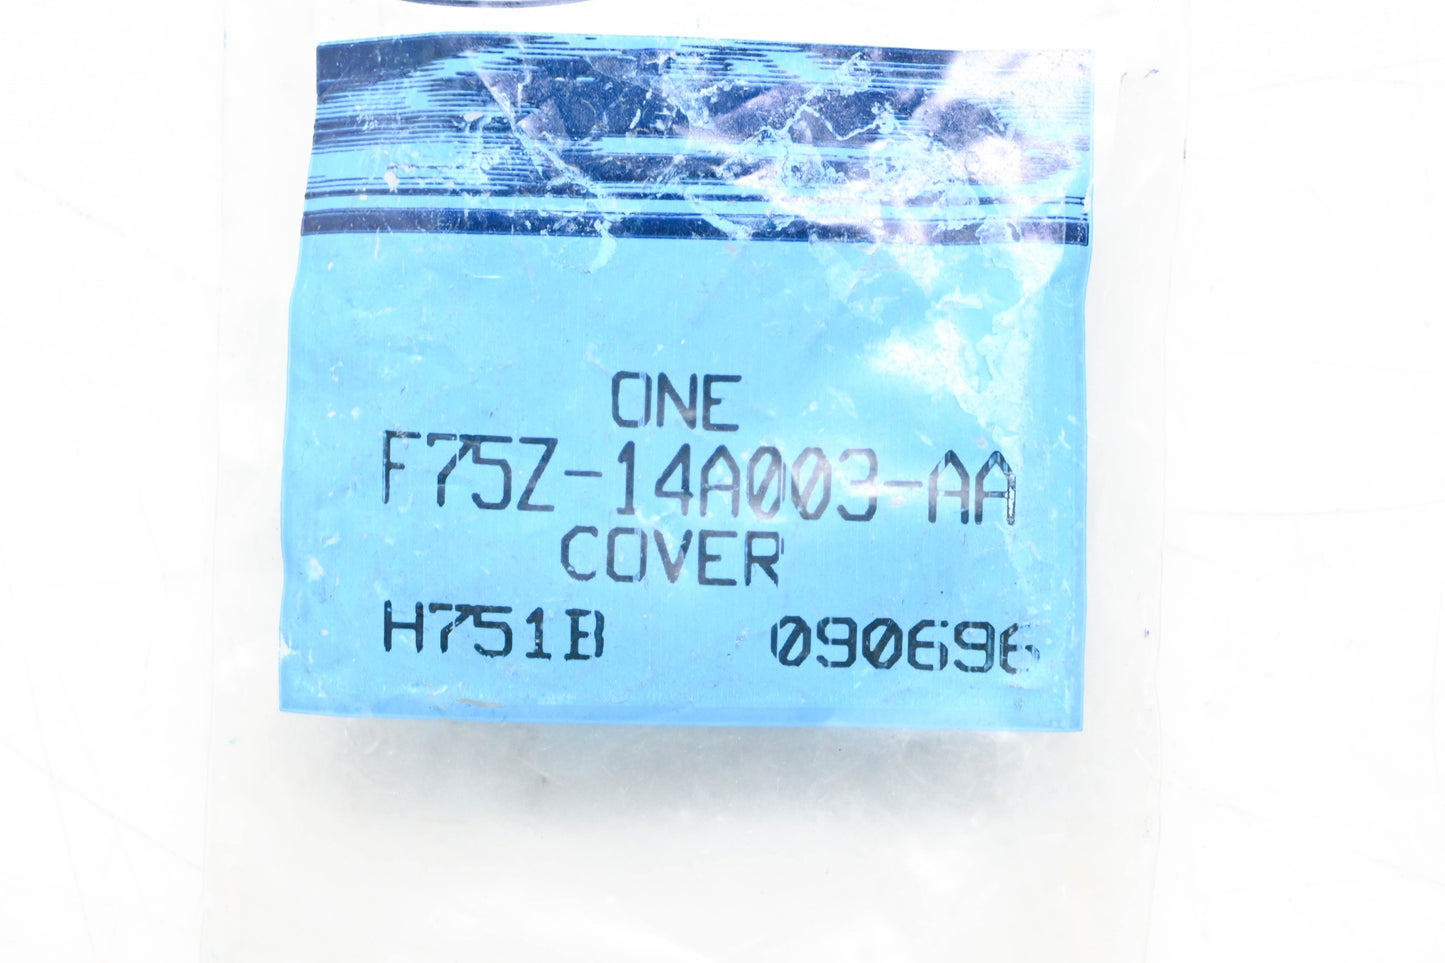 ONE
F75Z-14A003-AA
COVER
H751B 090696